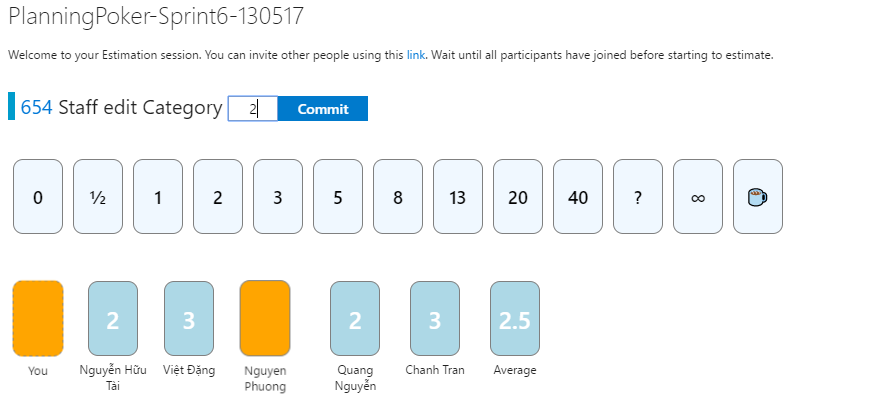 PlanningPoker-Sprint6-130517
Welcome to your Estimation session. You can invite other people using this link. Wait until all participants have joined before starting to estimate.
654 Staff edit Category 2 Commit
0 ½ 1 2 3 5 8 13 20 40 ? ∞
2 3 2 3 2.5
You Nguyễn Hữu Việt Đặng Nguyen Quang Chanh Tran Average
Tài Phuong Nguyễn